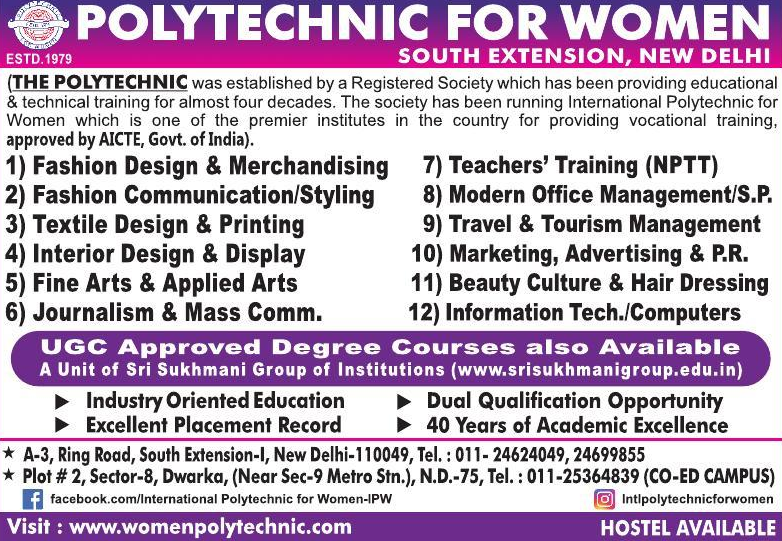 POLYTECHNIC FOR WOMEN
ESTD.1979
SOUTH EXTENSION, NEW DELHI
(THE POLYTECHNIC was established by a Registered Society which has been providing educational
& technical training for almost four decades. The society has been running International Polytechnic for
Women which is one of the premier institutes in the country for providing vocational training,
approved by AICTE, Govt. of India).
1) Fashion Design & Merchandising
2) Fashion Communication/Styling
3) Textile Design & Printing
4) Interior Design & Display
5) Fine Arts & Applied Arts
6) Journalism & Mass Comm.
7) Teachers' Training (NPTT)
8) Modern Office Management/S.P.
9) Travel & Tourism Management
10) Marketing, Advertising & P.R.
11) Beauty Culture & Hair Dressing
12) Information Tech./Computers
UGC Approved Degree Courses also Available
A Unit of Sri Sukhmani Group of Institutions (www.srisukhmanigroup.edu.in)
Industry Oriented Education
Excellent Placement Record
Dual Qualification Opportunity
40 Years of Academic Excellence
★ A-3, Ring Road, South Extension-I, New Delhi-110049, Tel. : 011- 24624049, 24699855
★ Plot # 2, Sector-8, Dwarka, (Near Sec-9 Metro Stn.), N.D.-75, Tel. : 011-25364839 (CO-ED CAMPUS)
facebook.com/International Polytechnic for Women-IPW
Intlpolytechnicforwomen
Visit : www.womenpolytechnic.com
HOSTEL AVAILABLE